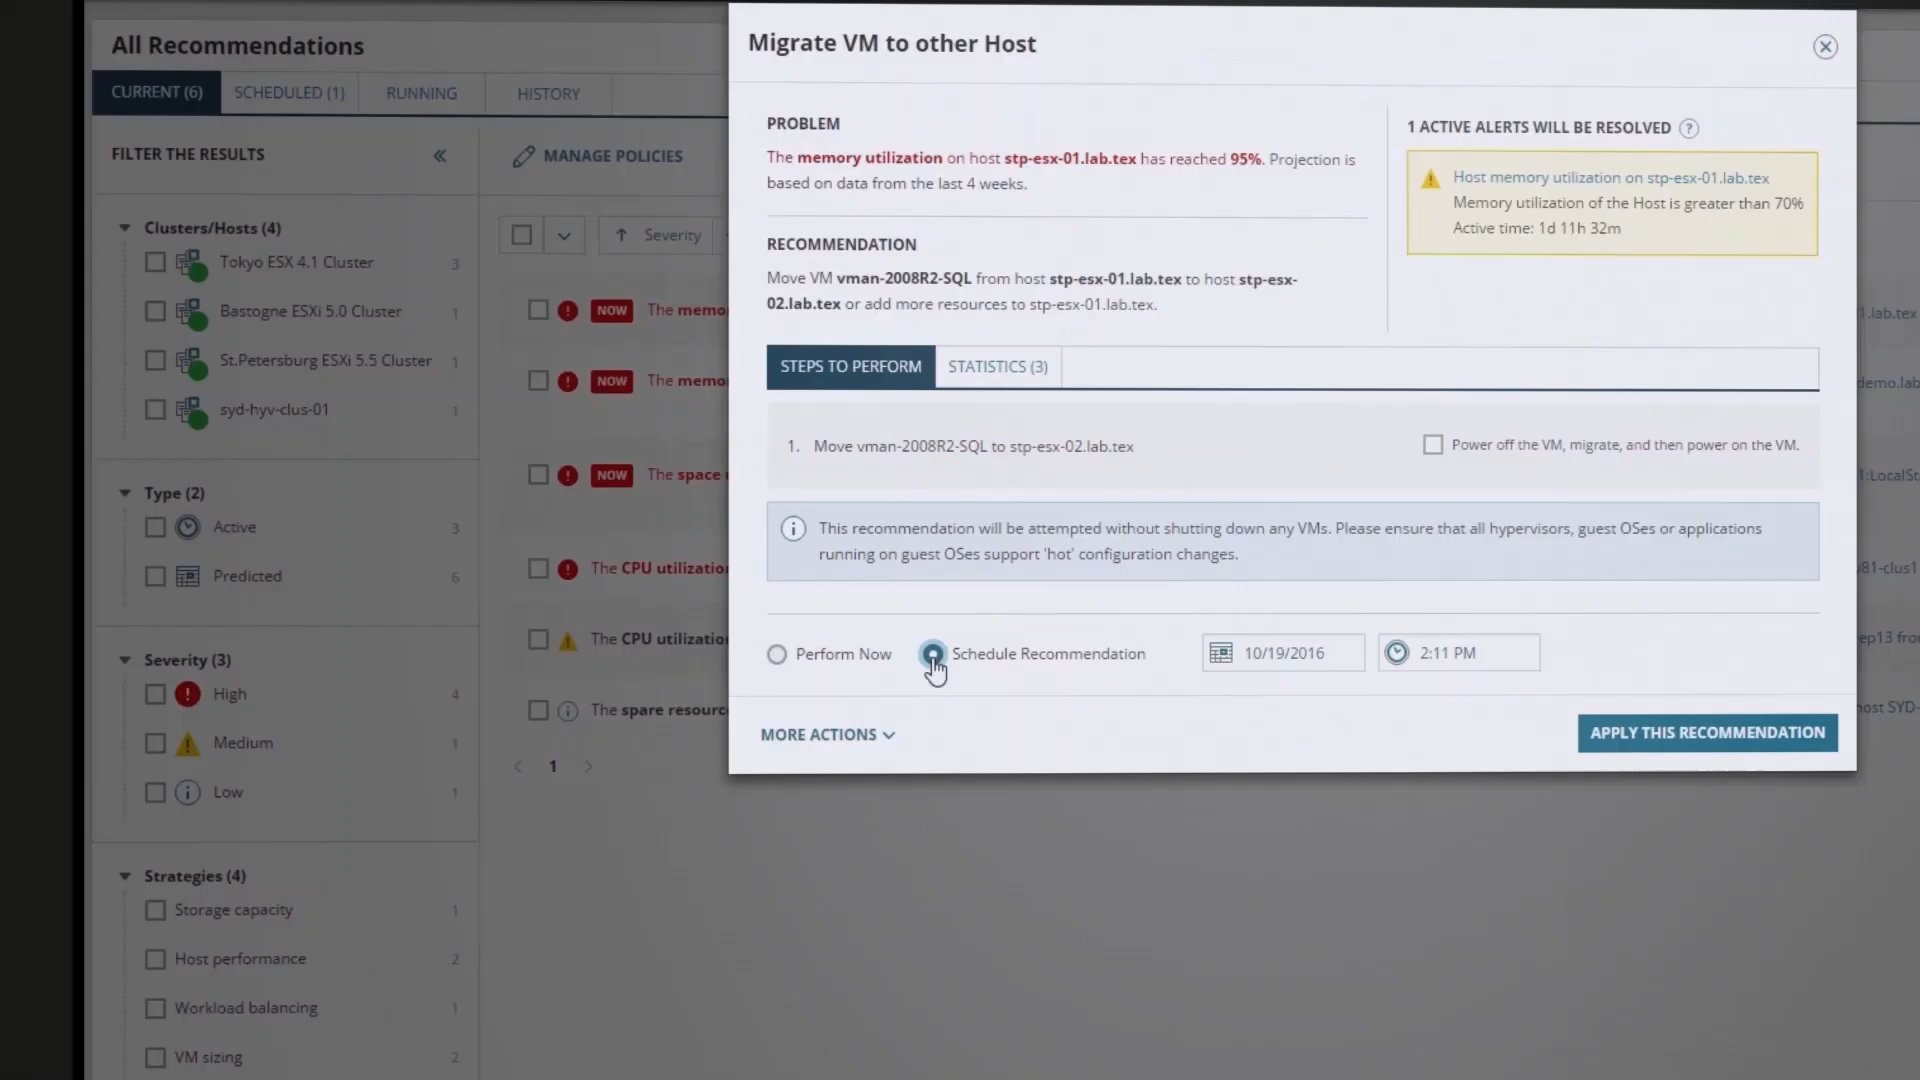 All Recommendations
CURRENT (6)
SCHEDULED (1)
RUNNING
HISTORY
FILTER THE RESULTS
«
MANAGE POLICIES
Severity
Clusters/Hosts (4)
Tokyo ESX 4.1 Cluster 3
Bastogne ESXi 5.0 Cluster 1
St.Petersburg ESXi 5.5 Cluster 1
syd-hyv-clus-01 1
Type (2)
Active 3
Predicted 6
Severity (3)
High 4
Medium 1
Low 1
Strategies (4)
Storage capacity 1
Host performance 2
Workload balancing 1
VM sizing 2
NOW The memo
NOW The memo
NOW The space
The CPU utilization
The CPU utilization
The spare resourc
1
Migrate VM to other Host
PROBLEM
The memory utilization on host stp-esx-01.lab.tex has reached 95%. Projection is
based on data from the last 4 weeks.
RECOMMENDATION
Move VM vman-2008R2-SQL from host stp-esx-01.lab.tex to host stp-esx-
02.lab.tex or add more resources to stp-esx-01.lab.tex.
1 ACTIVE ALERTS WILL BE RESOLVED ?
Host memory utilization on stp-esx-01.lab.tex
Memory utilization of the Host is greater than 70%
Active time: 1d 11h 32m
STEPS TO PERFORM
STATISTICS (3)
1. Move vman-2008R2-SQL to stp-esx-02.lab.tex
Power off the VM, migrate, and then power on the VM.
This recommendation will be attempted without shutting down any VMs. Please ensure that all hypervisors, guest OSes or applications
running on guest OSes support 'hot' configuration changes.
Perform Now
Schedule Recommendation
10/19/2016
2:11 PM
MORE ACTIONS
APPLY THIS RECOMMENDATION
1.lab.tex
demo.lab
1:LocalSt
81-clus1
ep13 fro
host SYD-